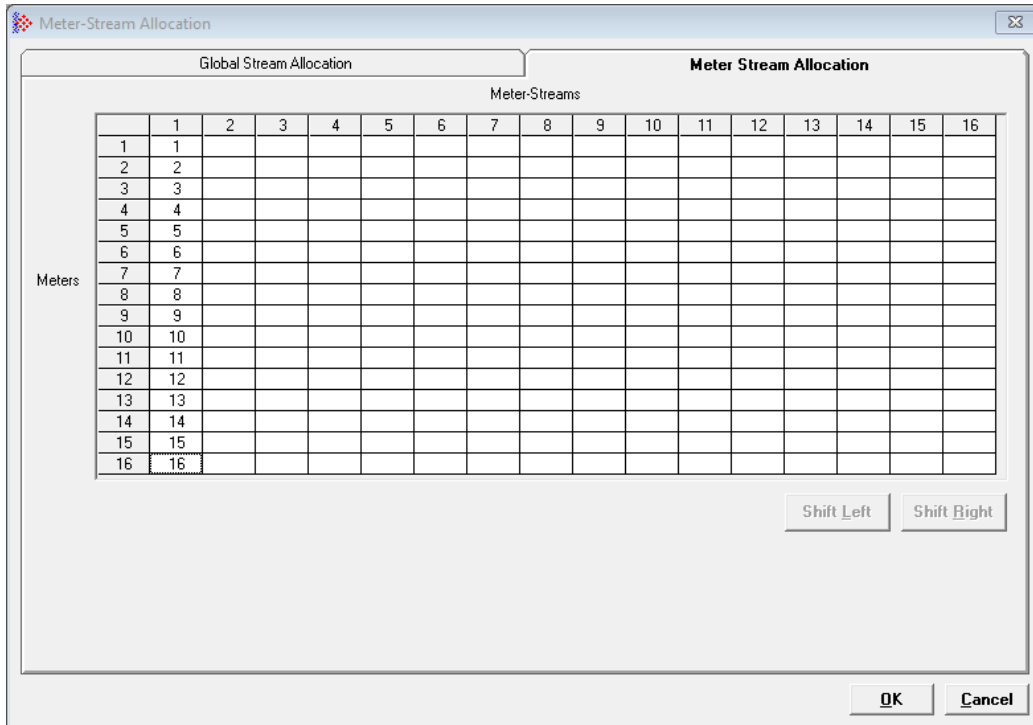 Meter-Stream Allocation
Global Stream Allocation Meter Stream Allocation
Meter-Streams
1 2 3 4 5 6 7 8 9 10 11 12 13 14 15 16
1 1
2 2
3 3
4 4
5 5
6 6
Meters 7 7
8 8
9 9
10 10
11 11
12 12
13 13
14 14
15 15
16 16
Shift Left Shift Right
OK Cancel